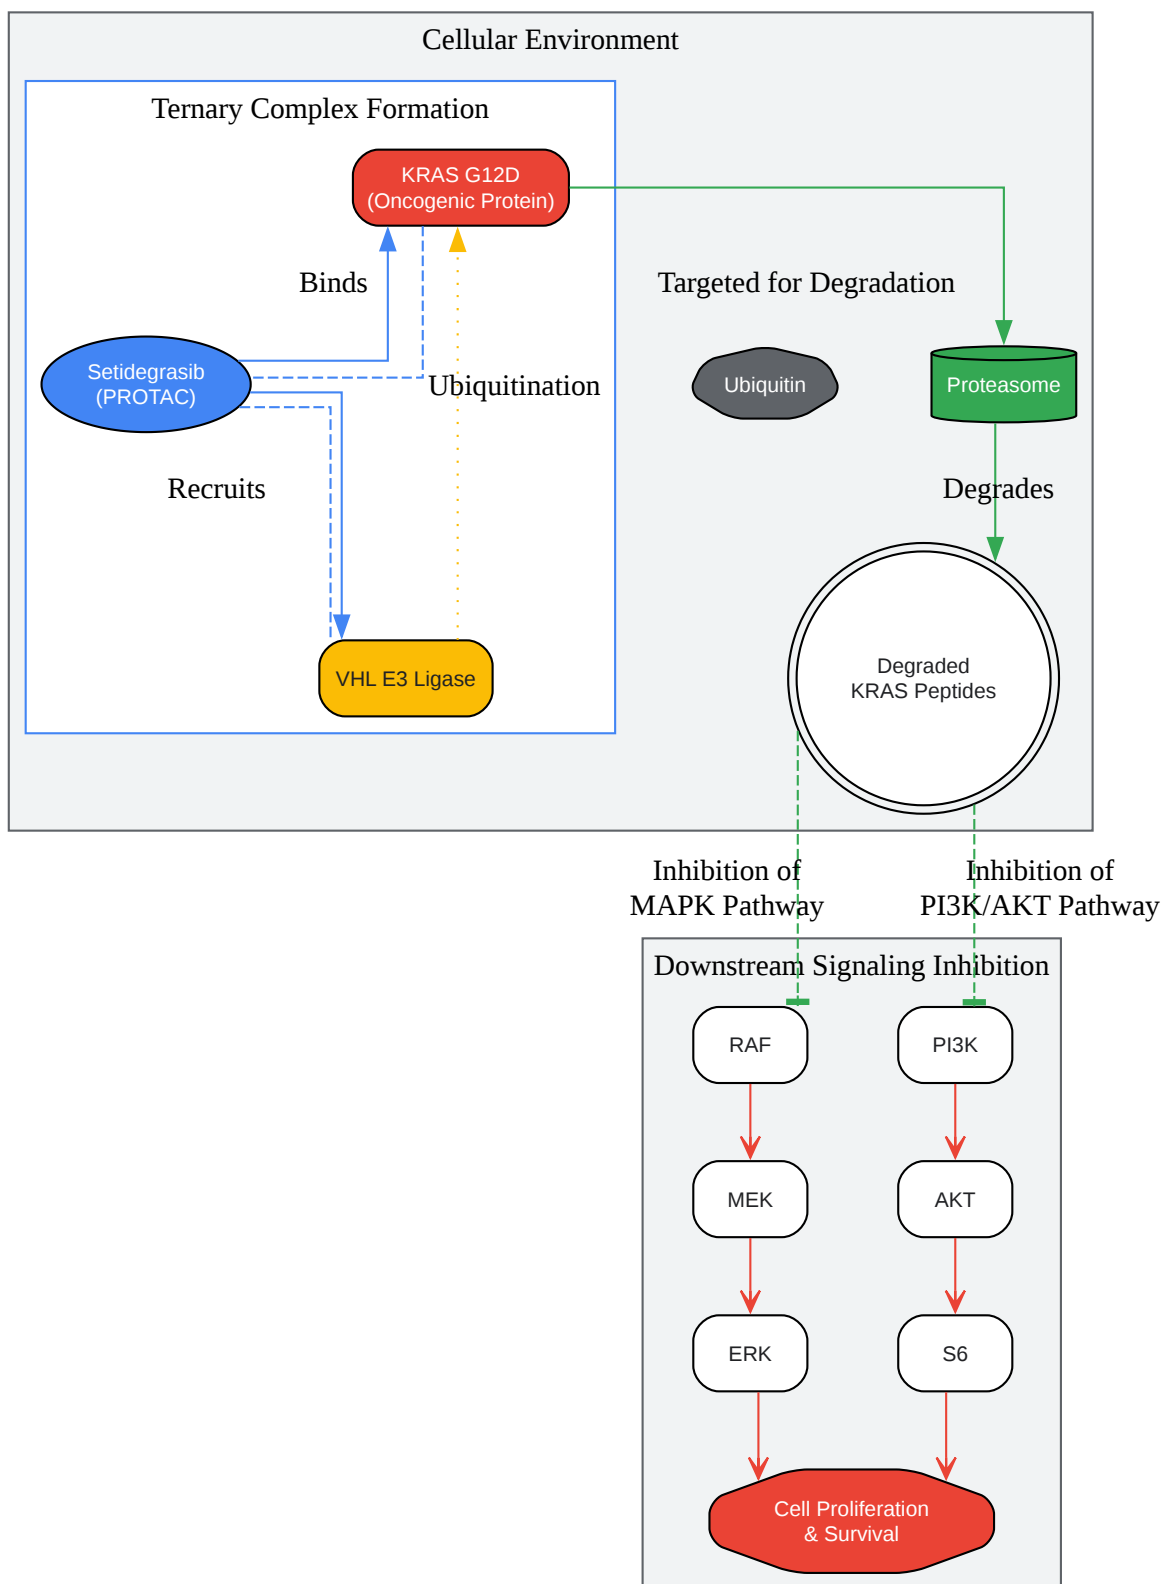 Cellular Environment
Ternary Complex Formation
KRAS G12D
(Oncogenic Protein)
Binds
Targeted for Degradation
Setidegrasib
(PROTAC)
Ubiquitination
Ubiquitin
Proteasome
Recruits
Degrades
VHL E3 Ligase
Degraded
KRAS Peptides
Inhibition of
MAPK Pathway
Inhibition of
PI3K/AKT Pathway
Downstream Signaling Inhibition
RAF
PI3K
MEK
AKT
ERK
S6
Cell Proliferation
& Survival